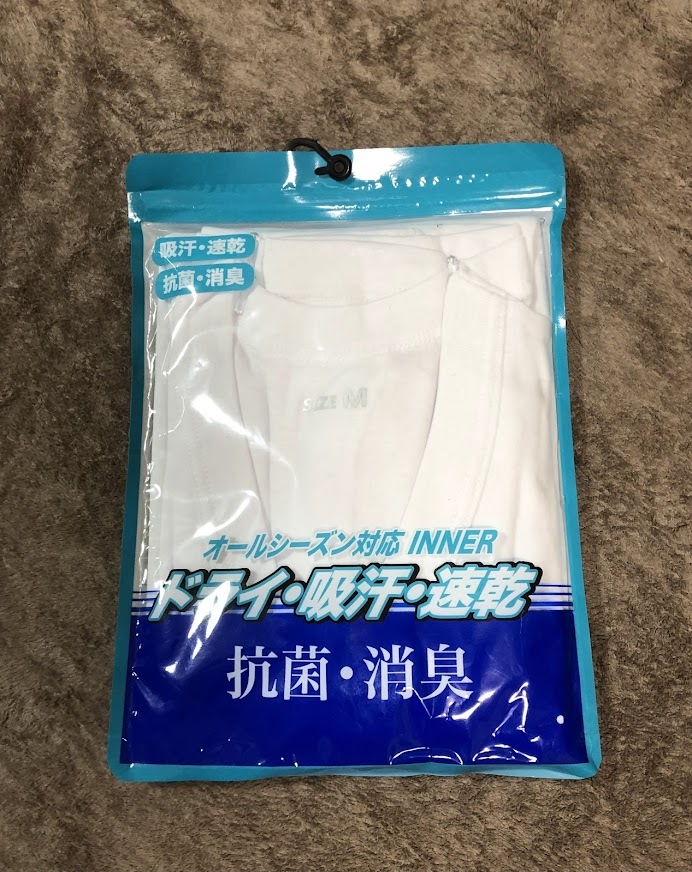 吸汗・速乾
抗菌・消臭
SIZE M
オールシーズン対応 INNER
ドライ・吸汗・速乾
抗菌・消臭